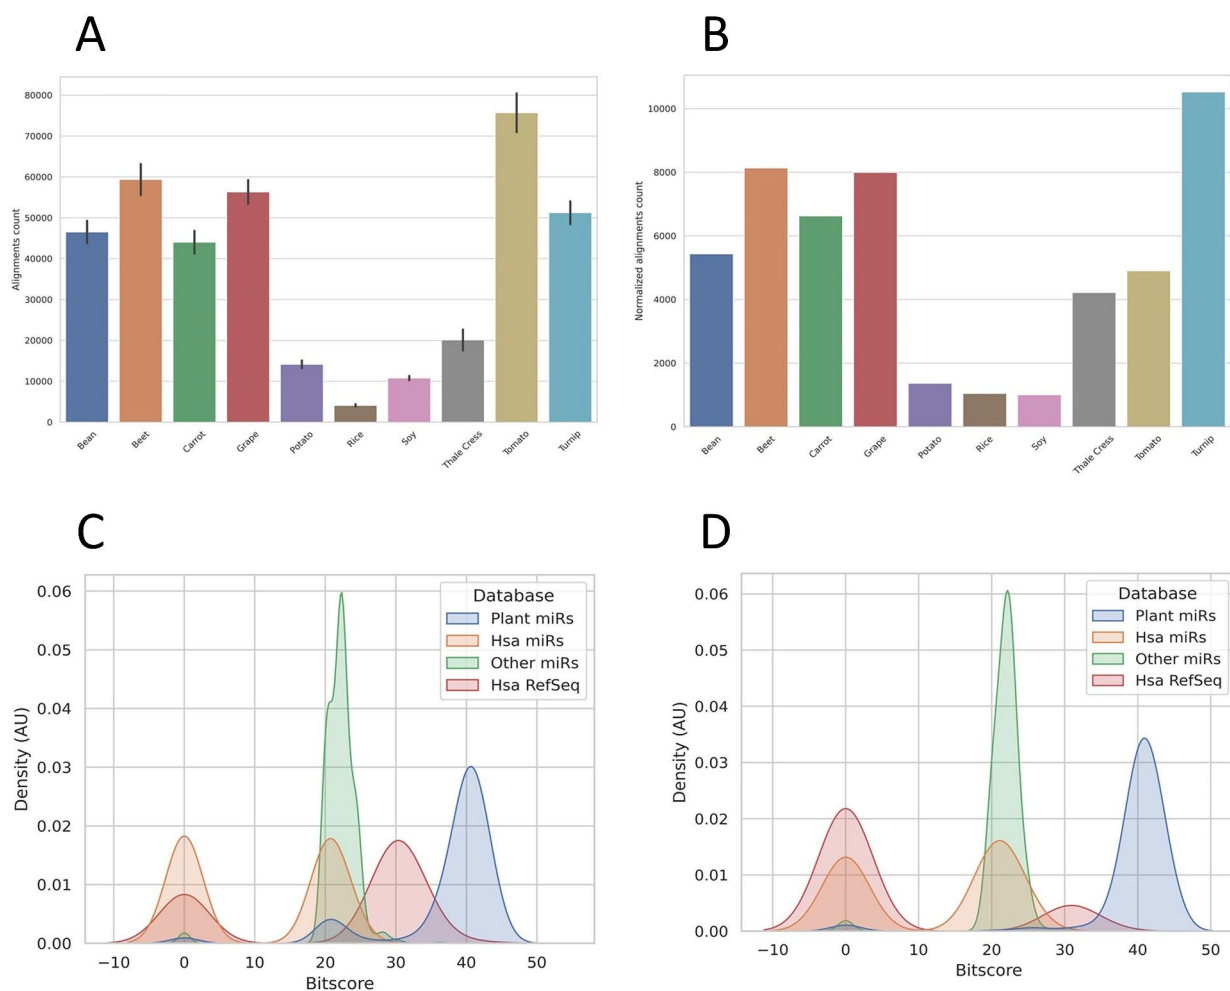 A
B
Alignments count
80000
70000
60000
50000
40000
30000
20000
10000
0
Bean
Beet
Carrot
Grape
Potato
Rice
Soy
Thale Cress
Tomato
Turnip
Normalized alignments count
10000
8000
6000
4000
2000
0
Bean
Beet
Carrot
Grape
Potato
Rice
Soy
Thale Cress
Tomato
Turnip
C
D
Density (AU)
0.06
0.05
0.04
0.03
0.02
0.01
0.00
Database
Plant miRs
Hsa miRs
Other miRs
Hsa RefSeq
−10 0 10 20 30 40 50
Bitscore
Density (AU)
0.06
0.05
0.04
0.03
0.02
0.01
0.00
Database
Plant miRs
Hsa miRs
Other miRs
Hsa RefSeq
−10 0 10 20 30 40 50
Bitscore